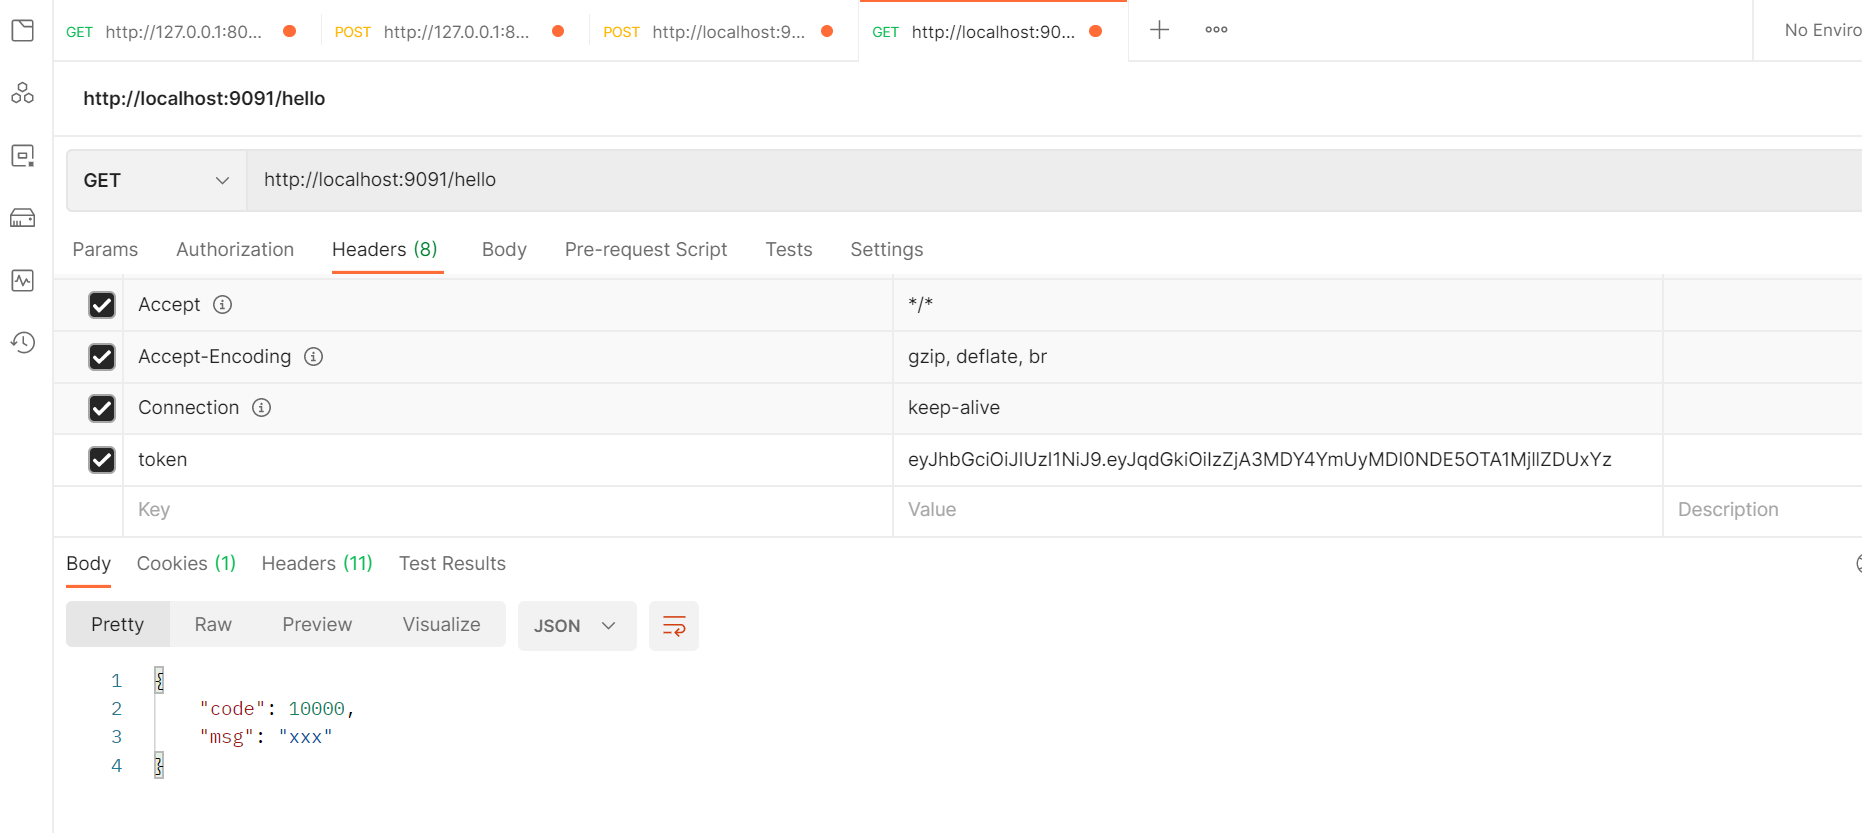 GET http://127.0.0.1:80... POST http://127.0.0.1:8... POST http://localhost:9... GET http://localhost:90... No Enviro
http://localhost:9091/hello
GET http://localhost:9091/hello
Params Authorization Headers (8) Body Pre-request Script Tests Settings
Accept */*
Accept-Encoding gzip, deflate, br
Connection keep-alive
token eyJhbGciOiJIUzI1NiJ9.eyJqdGkiOiIzZjA3MDY4YmUyMDI0NDE5OTA1MjllZDUxYz
Key Value Description
Body Cookies (1) Headers (11) Test Results
Pretty Raw Preview Visualize JSON
1 {
2 "code": 10000,
3 "msg": "xxx"
4 }